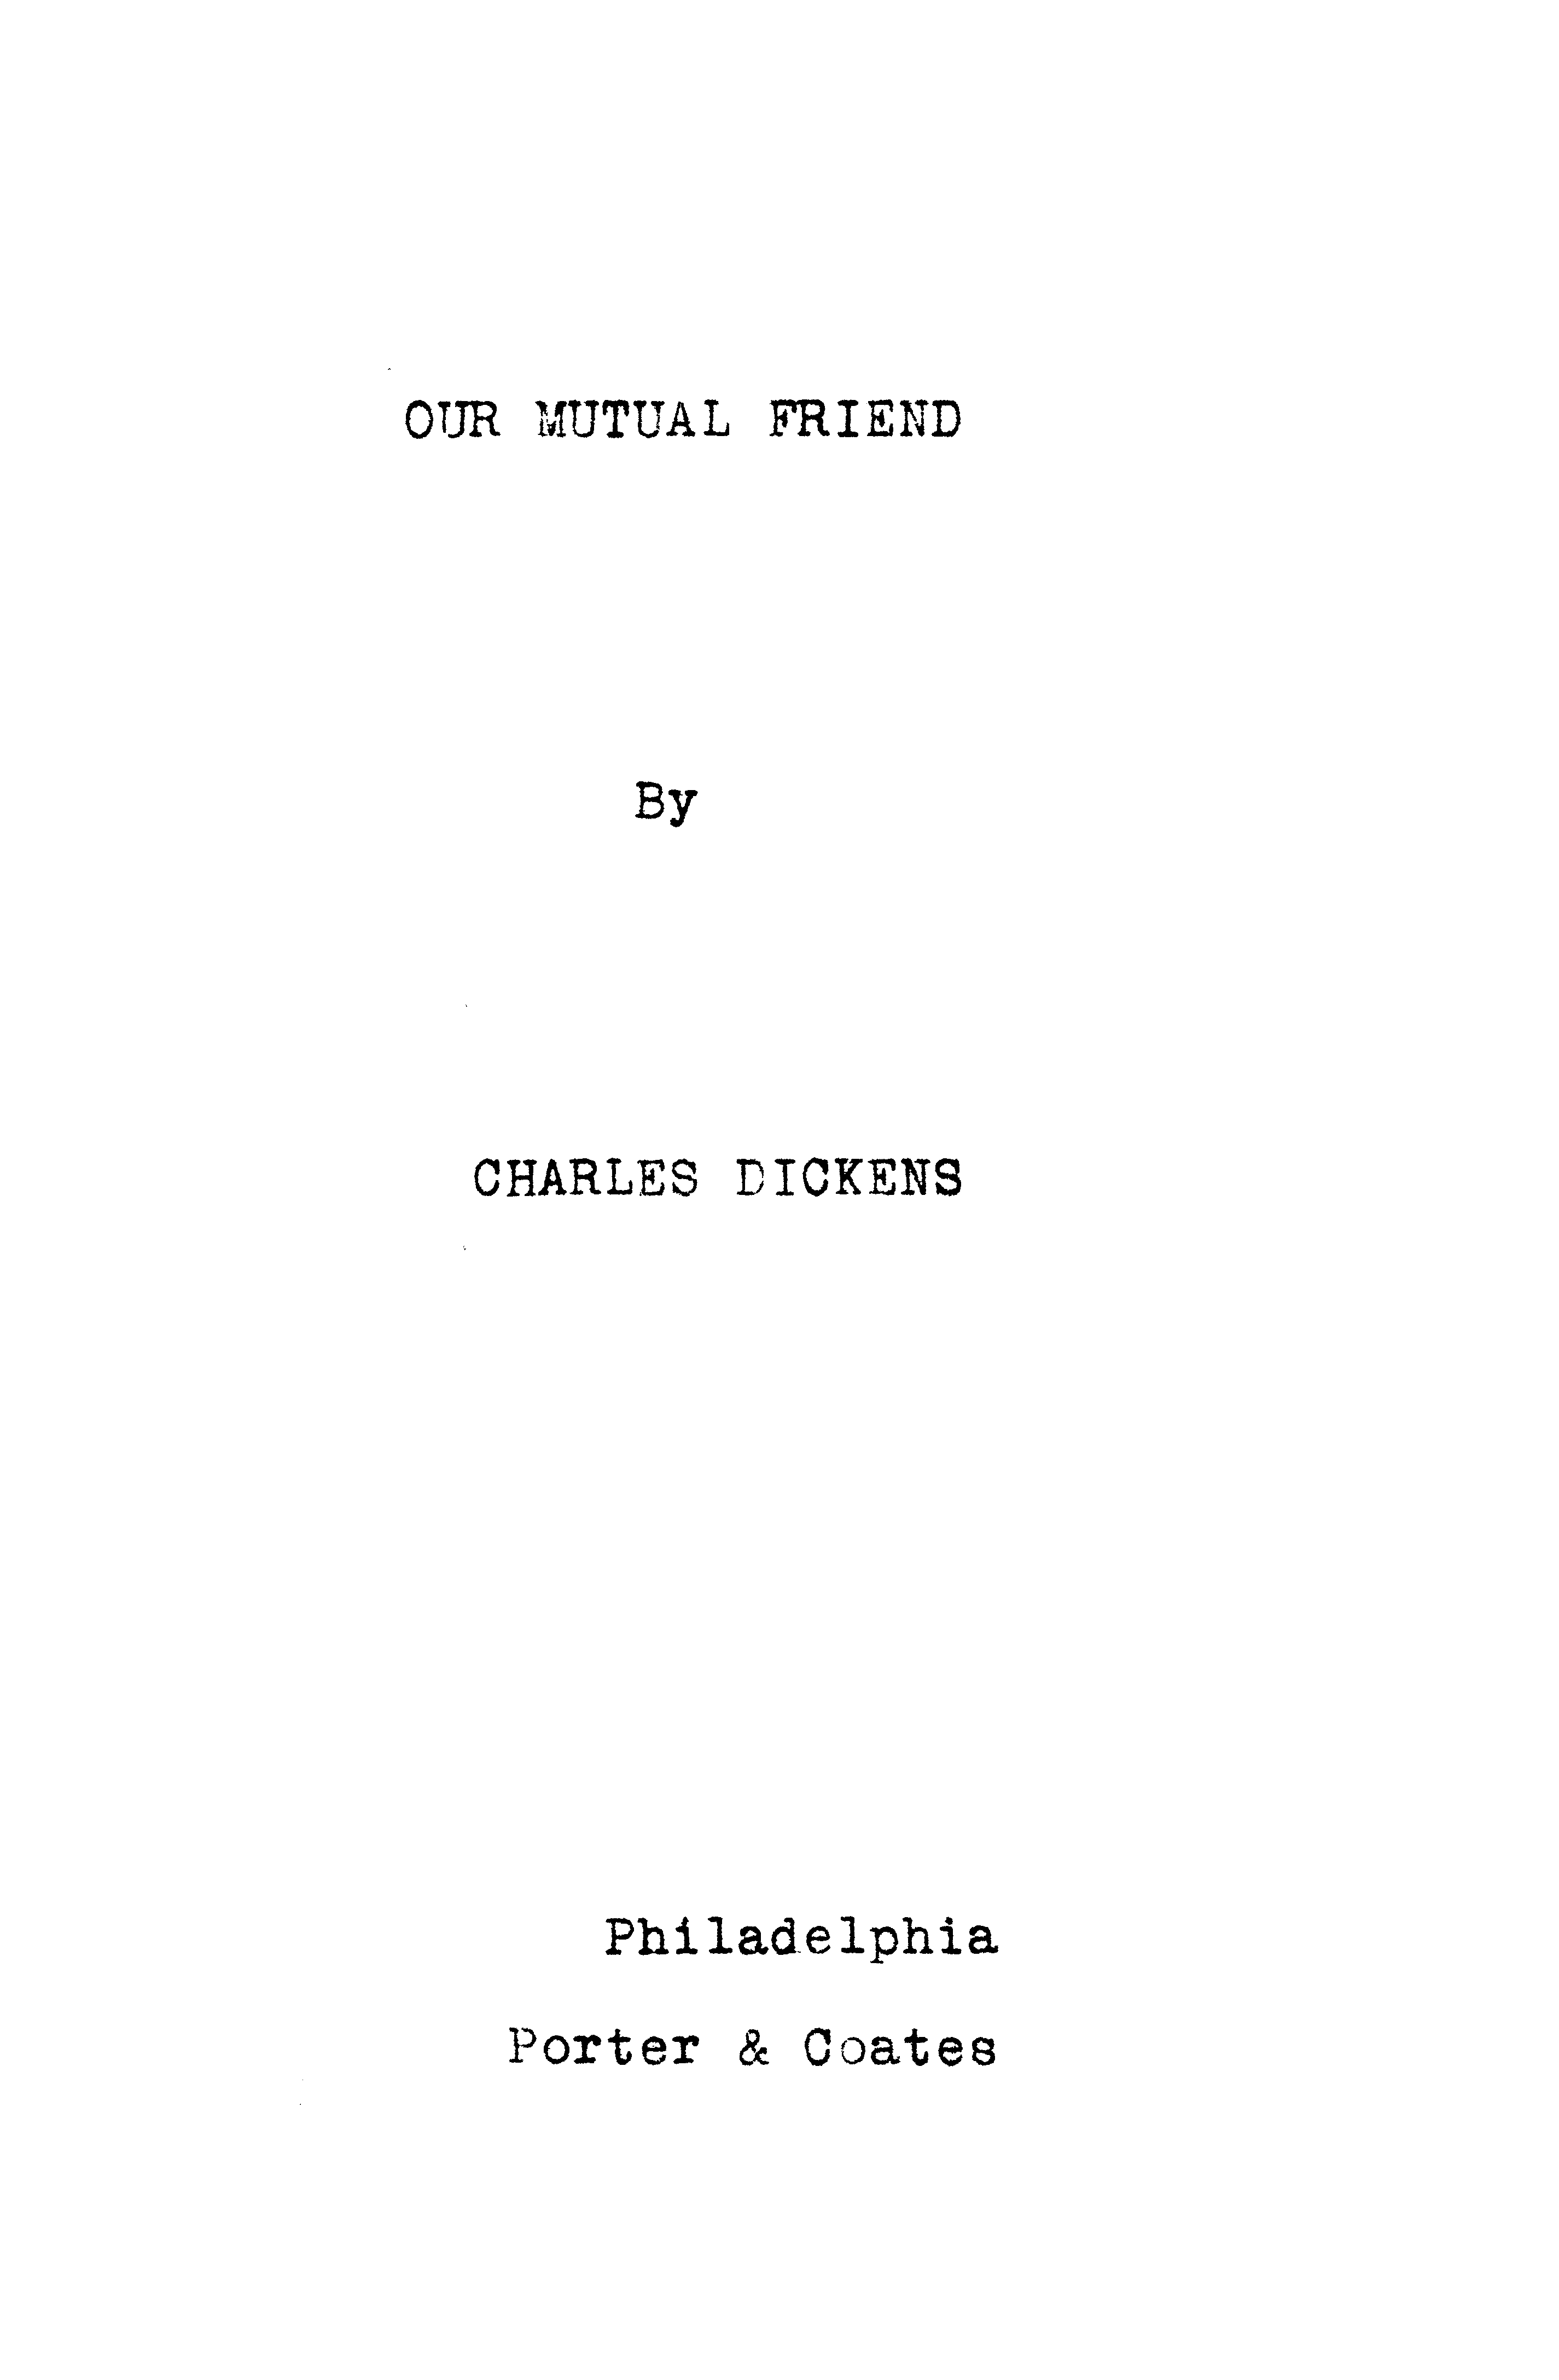 OUR MUTUAL FRIEND
By
CHARLES DICKENS
Philadelphia
Porter & Coates